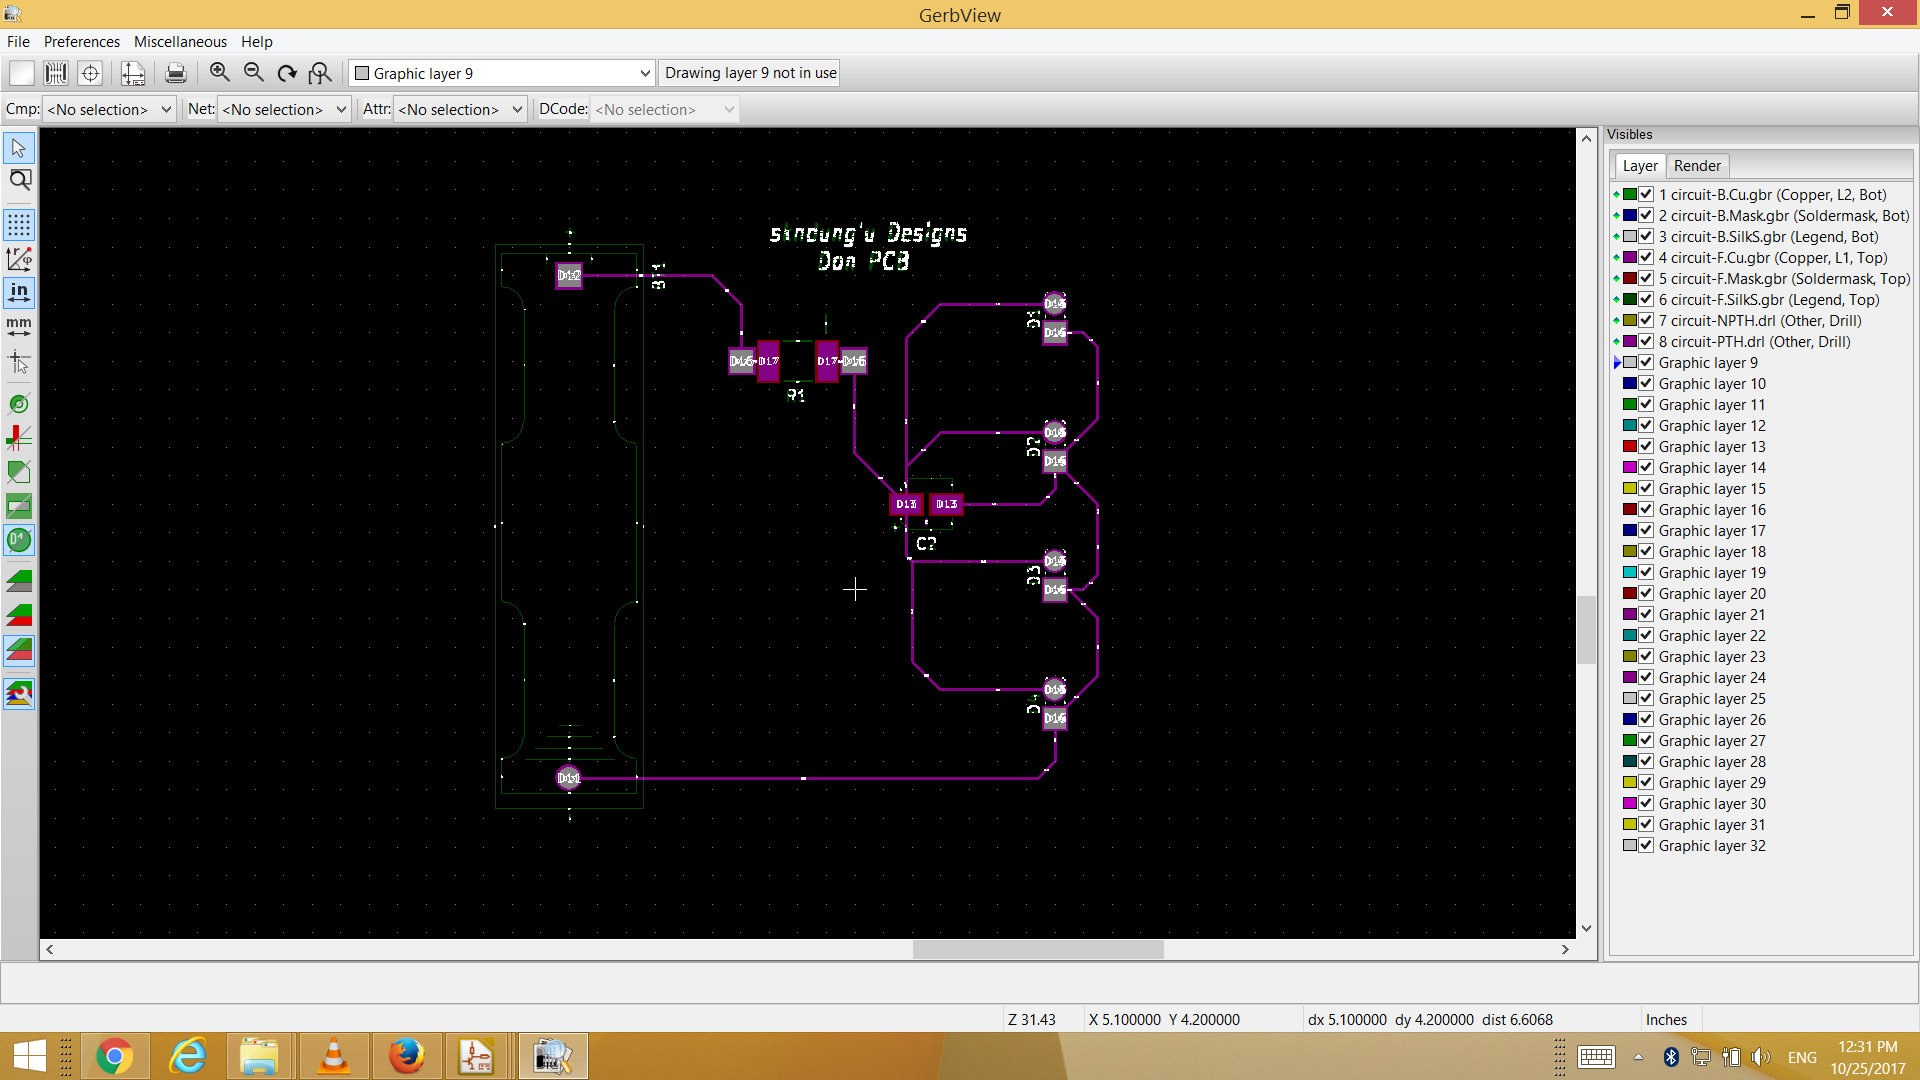 GerbView
File Preferences Miscellaneous Help
Graphic layer 9 Drawing layer 9 not in use
Cmp: <No selection> Net: <No selection> Attr: <No selection> DCode: <No selection>
in
mm
Visibles
Layer Render
1 circuit-B.Cu.gbr (Copper, L2, Bot)
2 circuit-B.Mask.gbr (Soldermask, Bot)
3 circuit-B.SilkS.gbr (Legend, Bot)
4 circuit-F.Cu.gbr (Copper, L1, Top)
5 circuit-F.Mask.gbr (Soldermask, Top)
6 circuit-F.SilkS.gbr (Legend, Top)
7 circuit-NPTH.drl (Other, Drill)
8 circuit-PTH.drl (Other, Drill)
Graphic layer 9
Graphic layer 10
Graphic layer 11
Graphic layer 12
Graphic layer 13
Graphic layer 14
Graphic layer 15
Graphic layer 16
Graphic layer 17
Graphic layer 18
Graphic layer 19
Graphic layer 20
Graphic layer 21
Graphic layer 22
Graphic layer 23
Graphic layer 24
Graphic layer 25
Graphic layer 26
Graphic layer 27
Graphic layer 28
Graphic layer 29
Graphic layer 30
Graphic layer 31
Graphic layer 32
sindung'u Designs
Don PCB
D12
D17 D17
R1
D1
D16
D13 D13
D3
D16
D16
Z 31.43 X 5.100000 Y 4.200000 dx 5.100000 dy 4.200000 dist 6.6068 Inches
ENG
12:31 PM
10/25/2017